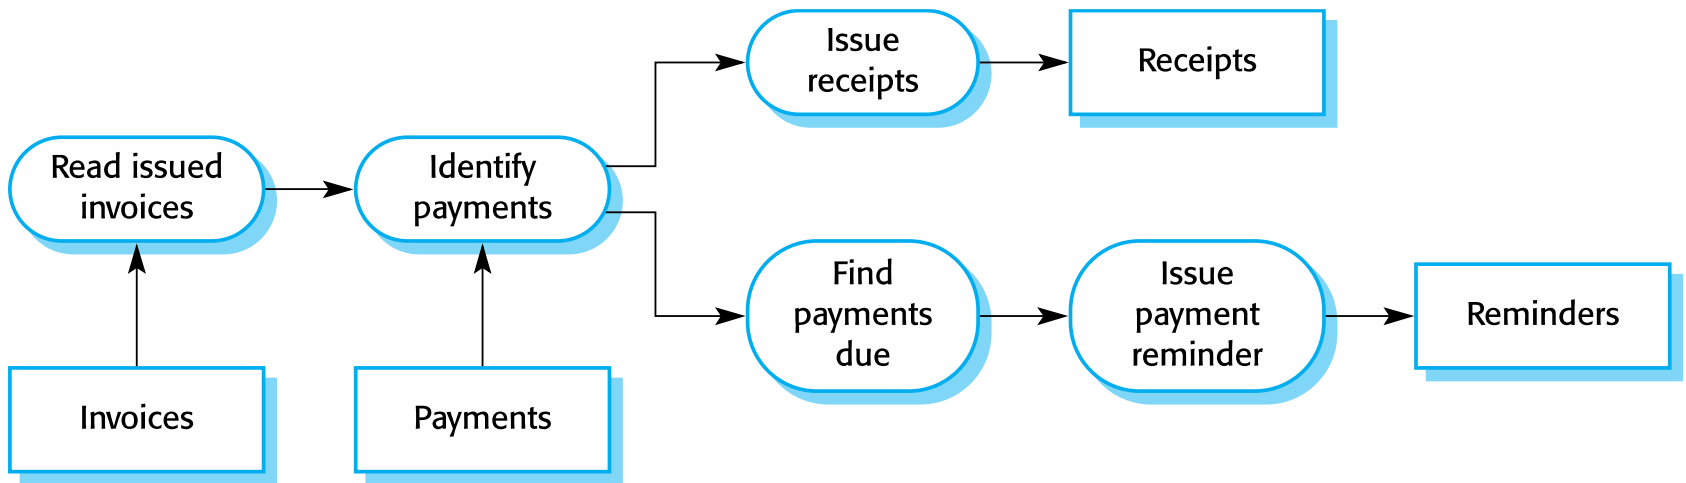 Issue
receipts
Receipts
Read issued
invoices
Identify
payments
Find
payments
due
Issue
payment
reminder
Reminders
Invoices
Payments